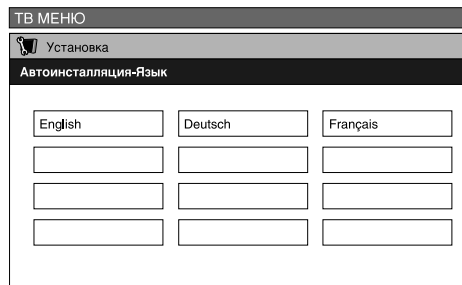 ТВ МЕНЮ
Установка
Автоинсталляция-Язык
English Deutsch Français